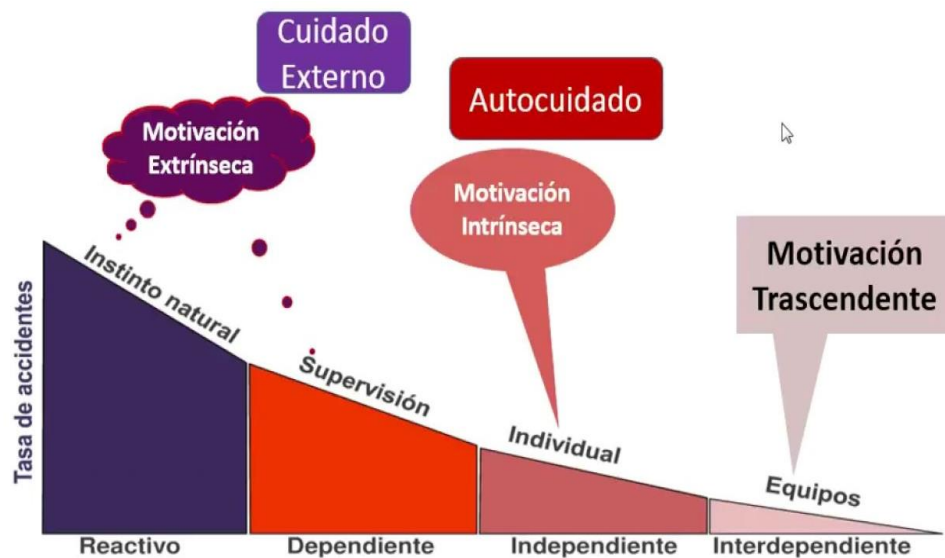 Cuidado
Externo
Autocuidado
Motivación
Extrínseca
Motivación
Intrínseca
Motivación
Trascendente
Tasa de accidentes
Instinto natural
Supervisión
Individual
Equipos
Reactivo
Dependiente
Independiente
Interdependiente